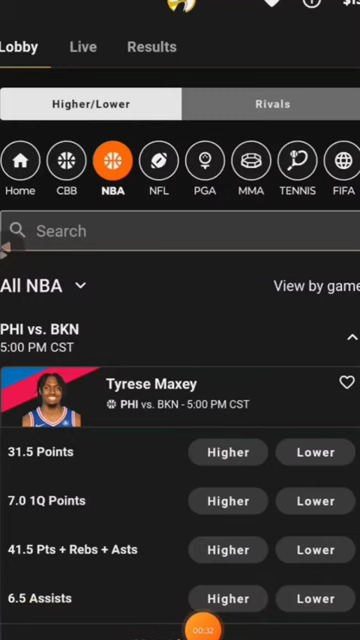 Lobby Live Results
Higher/Lower Rivals
Home CBB NBA NFL PGA MMA TENNIS FIFA
Search
All NBA View by game
PHI vs. BKN
5:00 PM CST
Tyrese Maxey
PHI vs. BKN - 5:00 PM CST
31.5 Points Higher Lower
7.0 1Q Points Higher Lower
41.5 Pts + Rebs + Asts Higher Lower
6.5 Assists Higher Lower
00:32